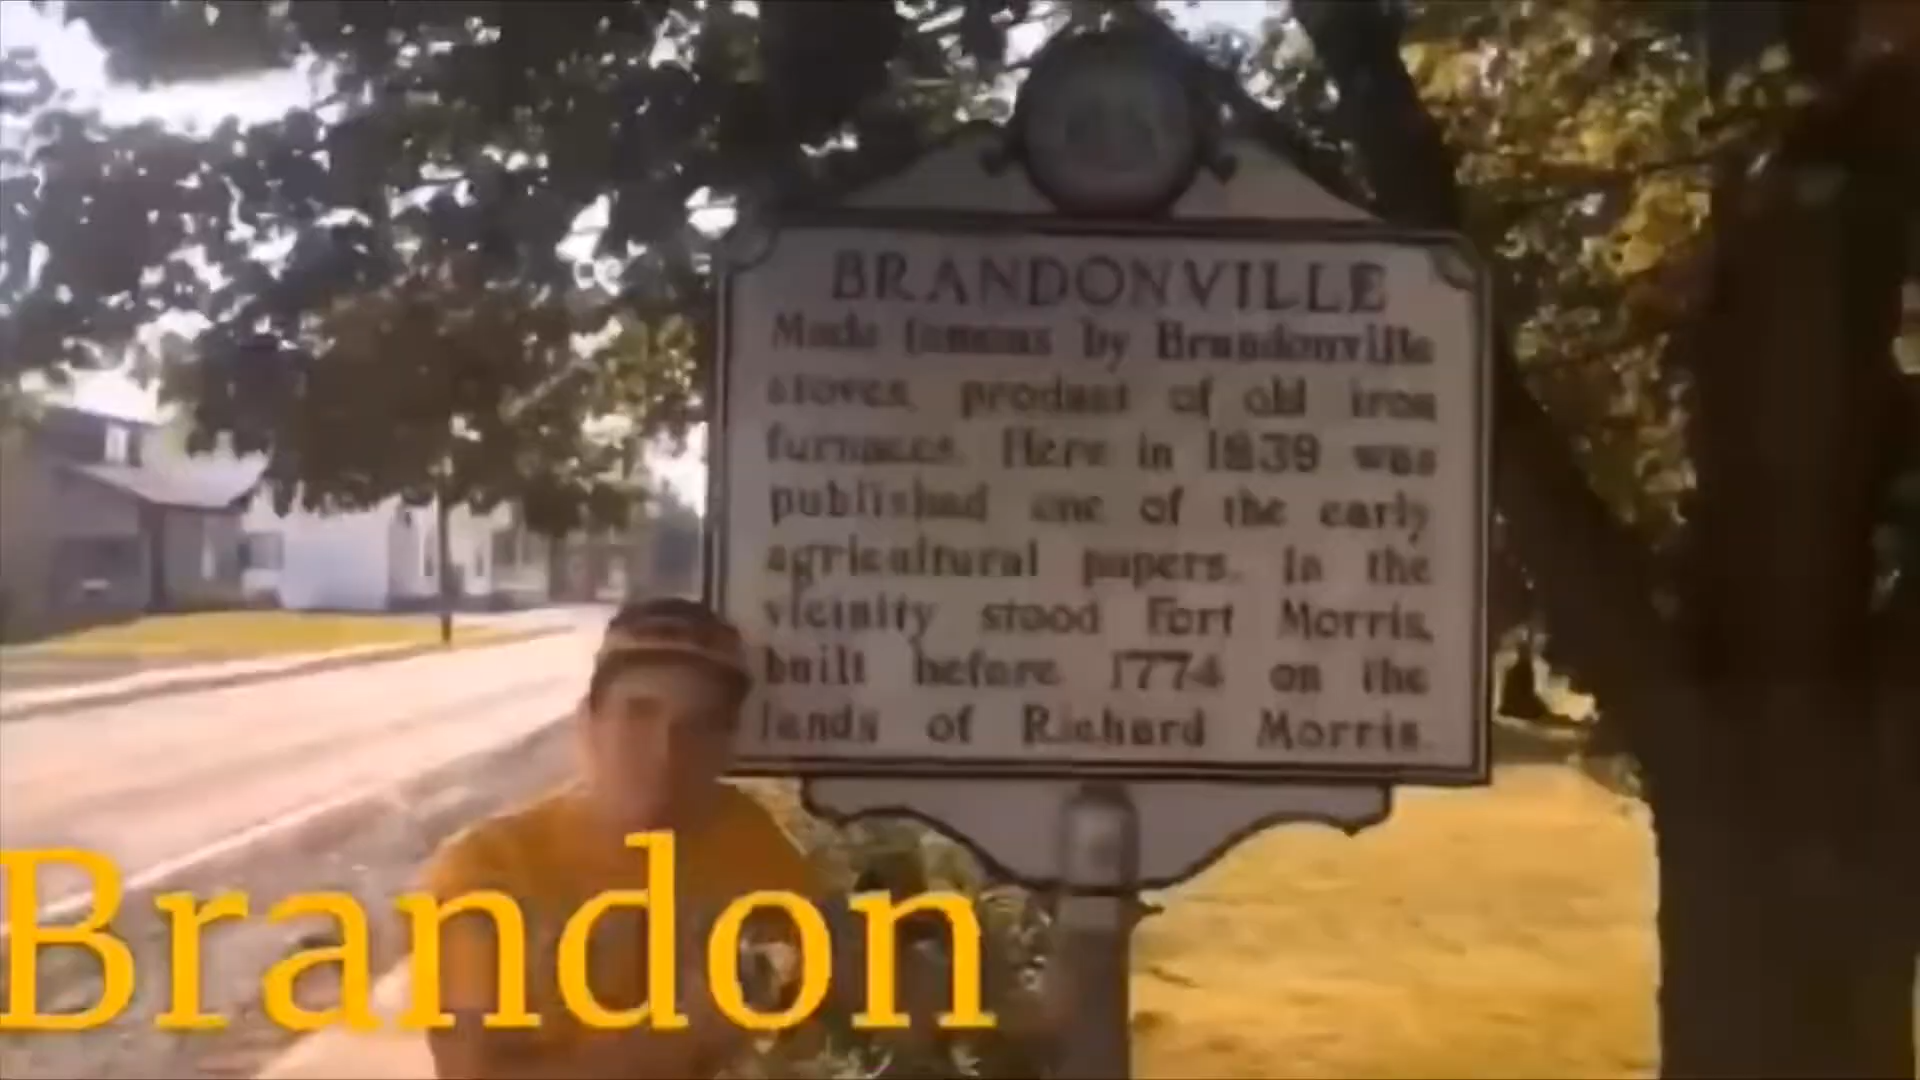 BRANDONVILLE
Made famous by Brandonville
stoves, product of old iron
furnaces. Here in 1839 was
published one of the early
agricultural papers. In the
vicinity stood Fort Morris,
built before 1774 on the
lands of Richard Morris.
Brandon